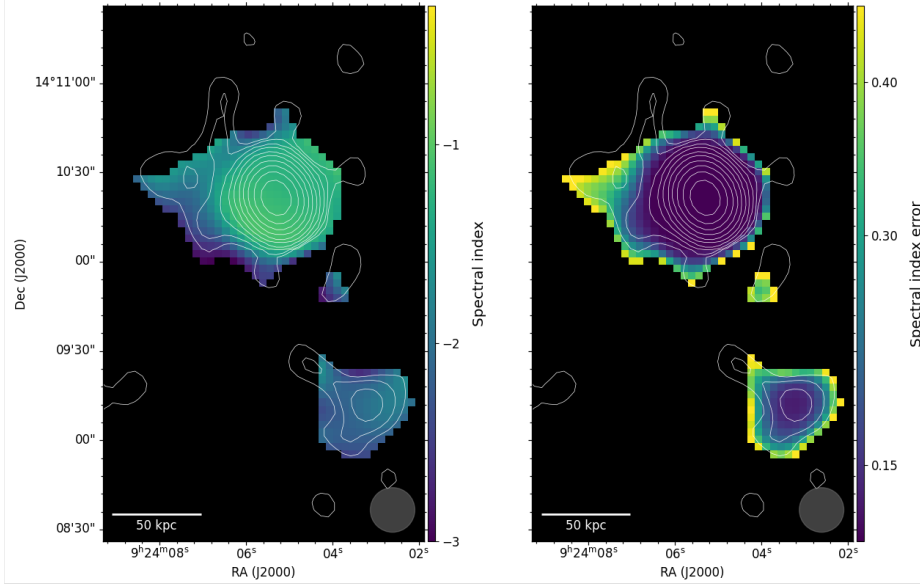 14°11'00"
10'30"
00"
09'30"
00"
08'30"
Dec (J2000)
50 kpc
9ʰ24ᵐ08ˢ 06ˢ 04ˢ 02ˢ
RA (J2000)
−1
−2
−3
Spectral index
50 kpc
9ʰ24ᵐ08ˢ 06ˢ 04ˢ 02ˢ
RA (J2000)
0.40
0.30
0.15
Spectral index error